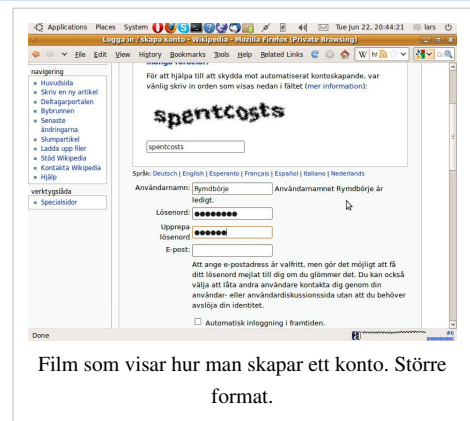 Applications Places System Tue Jun 22, 20:44:21 lars
Logga in / skapa konto - Wikipedia - Mozilla Firefox (Private Browsing)
File Edit View History Bookmarks Tools Help Related Links
navigering
Huvudsida
Skriv en ny artikel
Deltagarportalen
Bybrunnen
Senaste
ändringarna
Slumpartikel
Ladda upp filer
Stöd Wikipedia
Kontakta Wikipedia
Hjälp
verktygslåda
Specialsidor
många fördelar!
För att hjälpa till att skydda mot automatiserat kontoskapande, var
vänlig skriv in orden som visas nedan i fältet (mer information):
spentcosts
spentcosts
Språk: Deutsch | English | Esperanto | Français | Español | Italiano | Nederlands
Användarnamn: Rymdbörje Användarnamnet Rymdbörje är
ledigt.
Lösenord:
Upprepa
lösenord
E-post:
Att ange e-postadress är valfritt, men gör det möjligt att få
ditt lösenord mejlat till dig om du glömmer det. Du kan också
välja att låta andra användare kontakta dig genom din
användar- eller användardiskussionssida utan att du behöver
avslöja din identitet.
Automatisk inloggning i framtiden.
Done #6
Film som visar hur man skapar ett konto. Större
format.